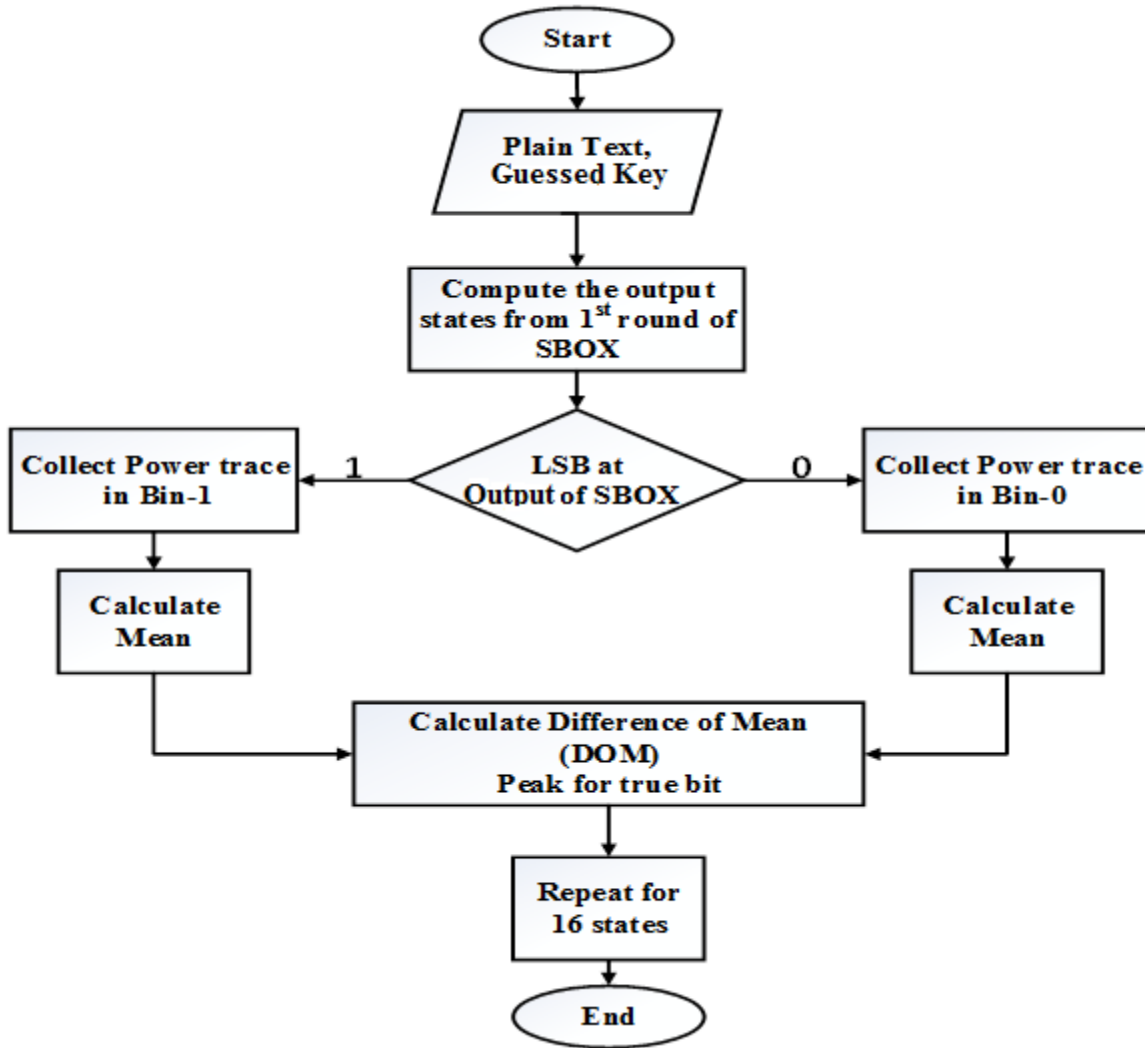 Start
Plain Text,
Guessed Key
Compute the output
states from 1st round of
SBOX
LSB at
Output of SBOX
1
0
Collect Power trace
in Bin-1
Collect Power trace
in Bin-0
Calculate
Mean
Calculate
Mean
Calculate Difference of Mean
(DOM)
Peak for true bit
Repeat for
16 states
End